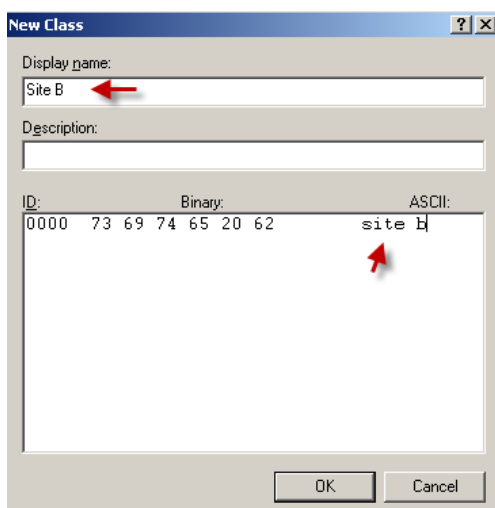 New Class
Display name:
Site B
Description:
ID: Binary: ASCII:
0000 73 69 74 65 20 62 site b
OK Cancel